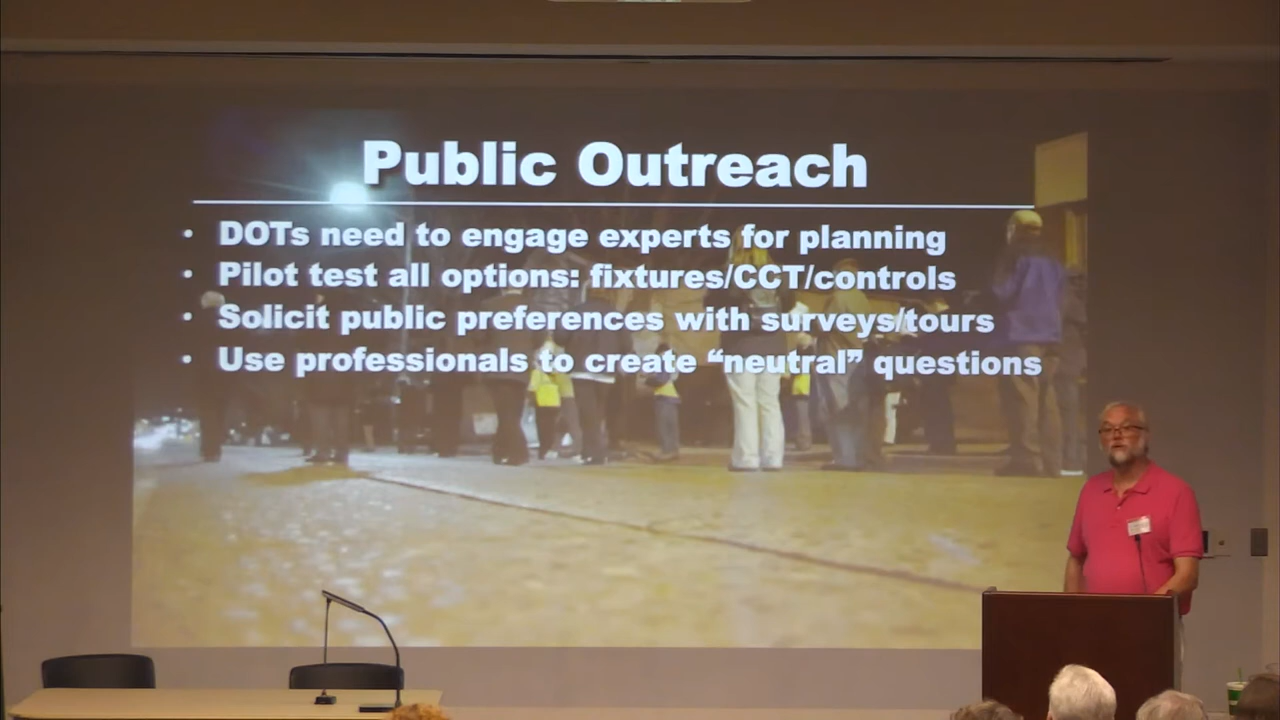 Public Outreach
• DOTs need to engage experts for planning
• Pilot test all options: fixtures/CCT/controls
• Solicit public preferences with surveys/tours
• Use professionals to create “neutral” questions